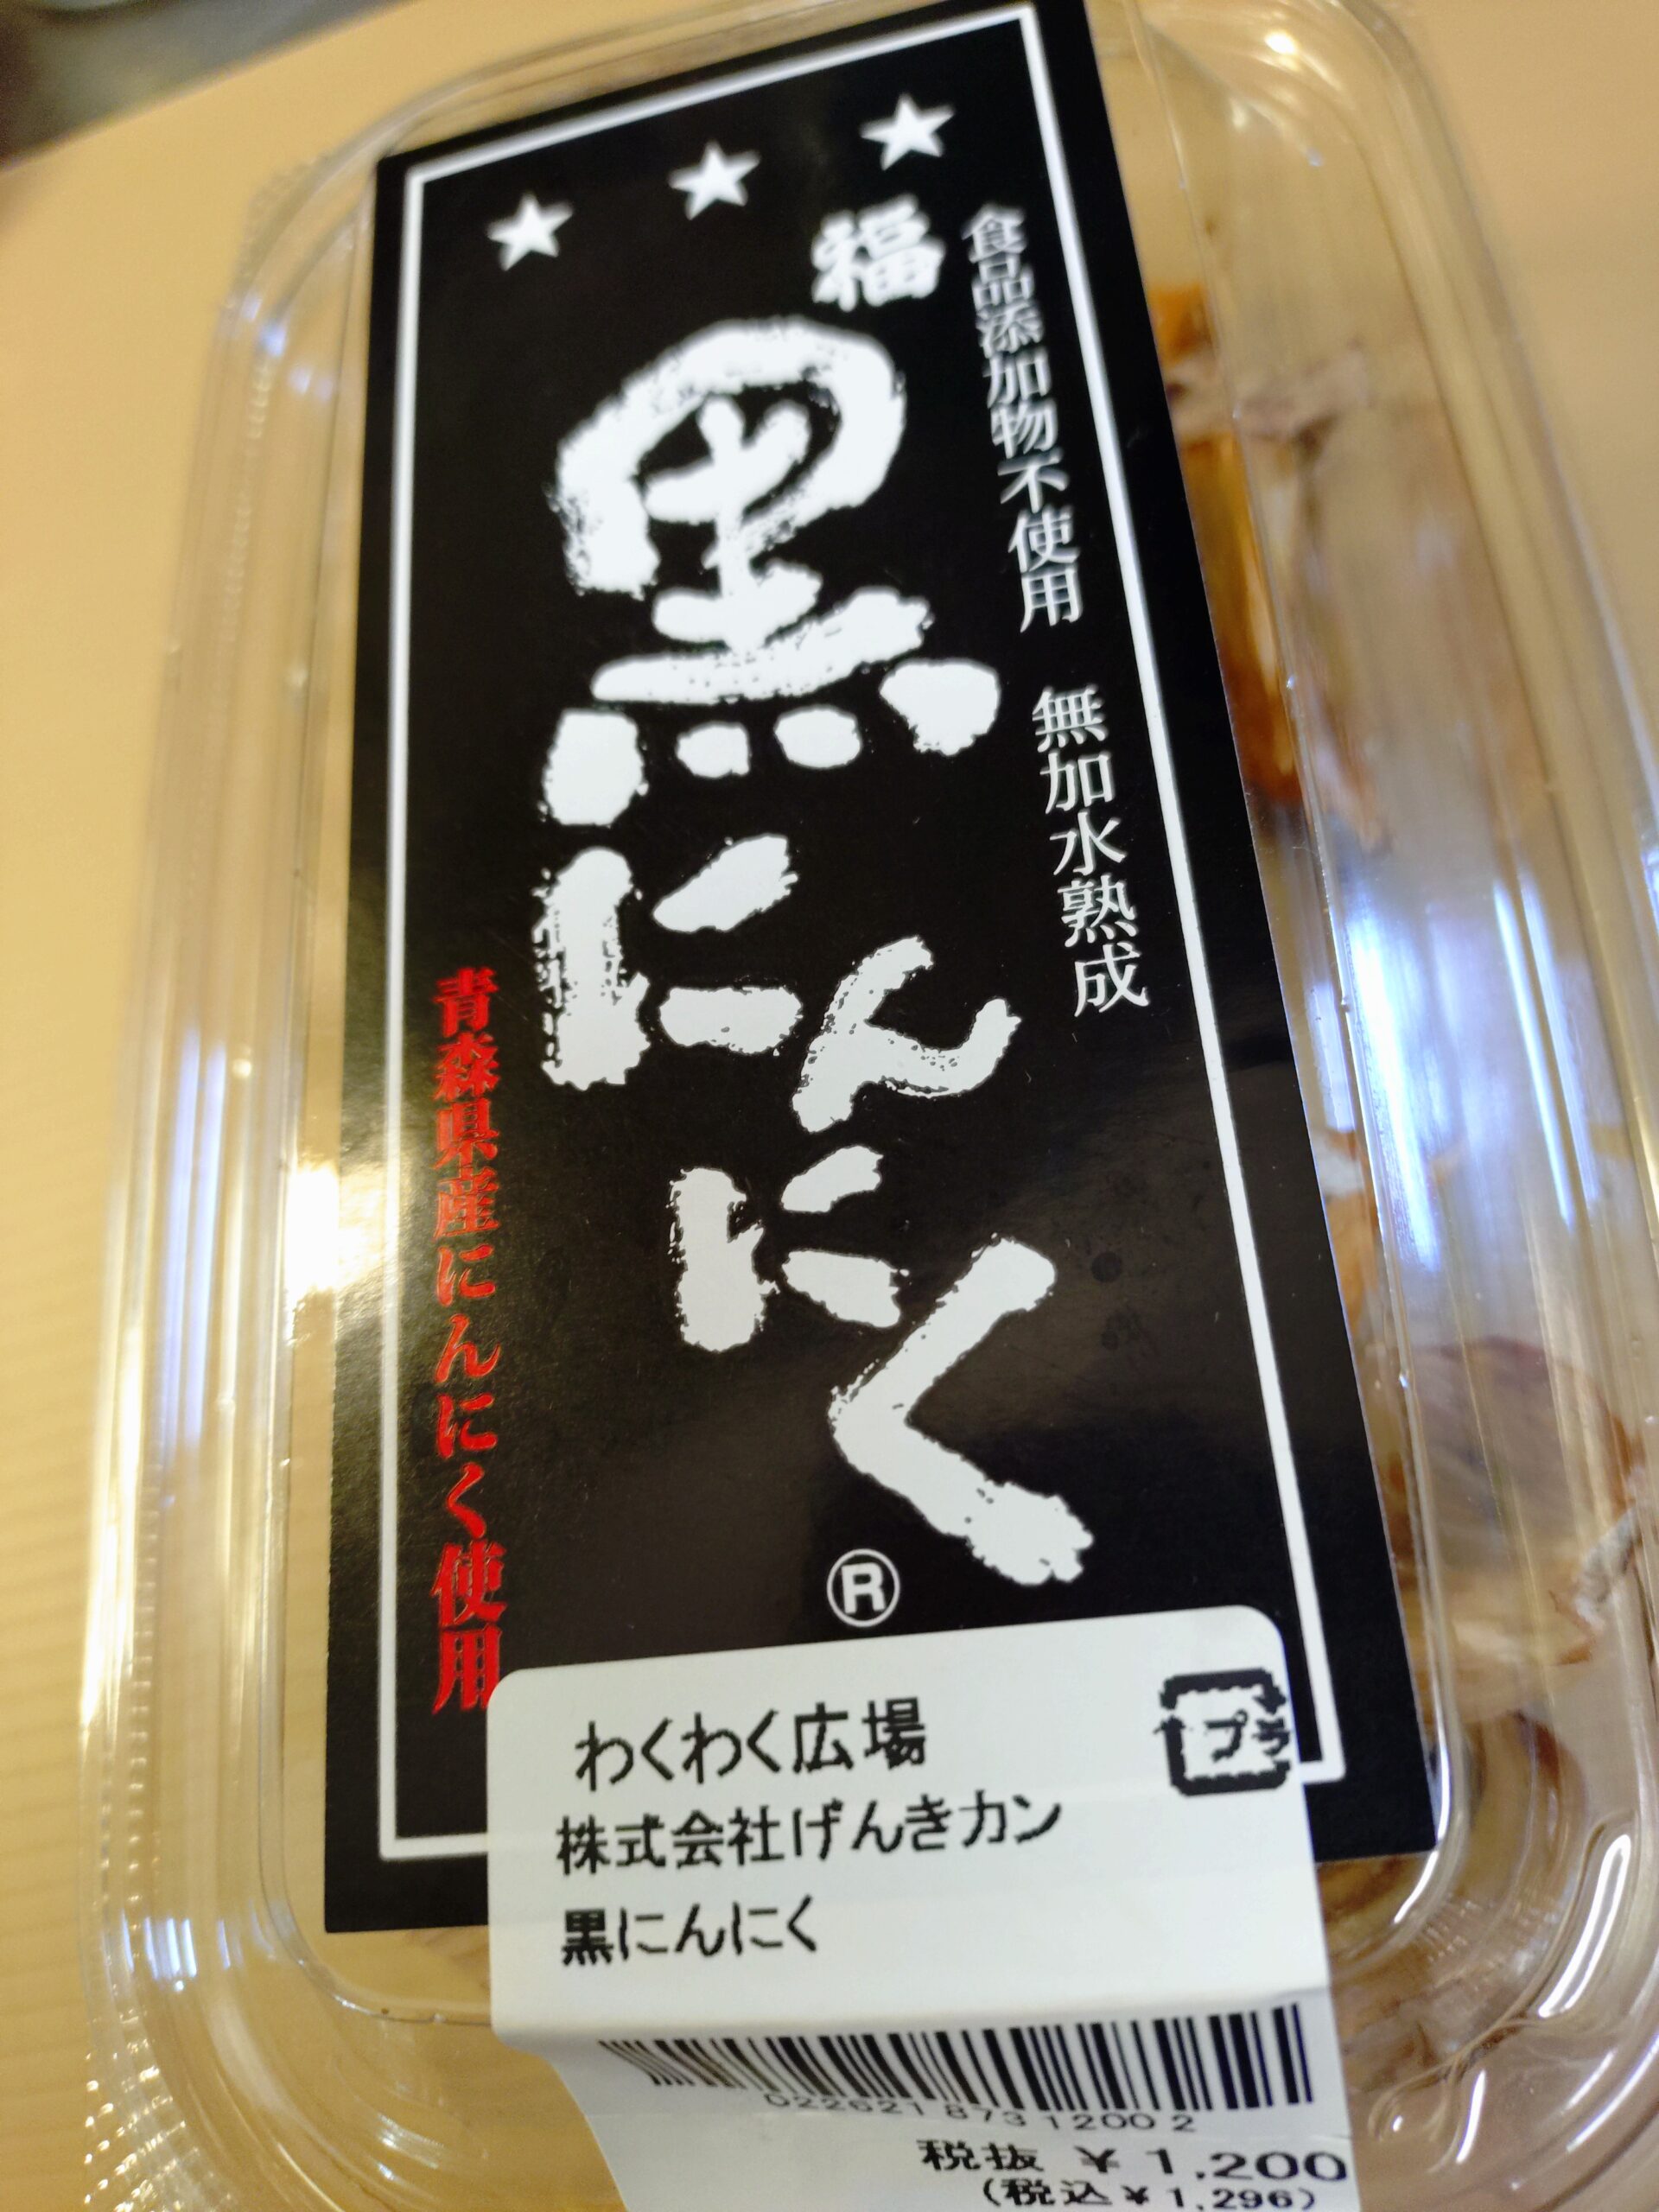 食品添加物不使用 無加水熟成
福
黒にんにく
®
青森県産にんにく使用
わくわく広場
プラ
株式会社げんきカン
黒にんにく
022621 873 1200 2
税抜 ¥1,200
(税込¥1,296)